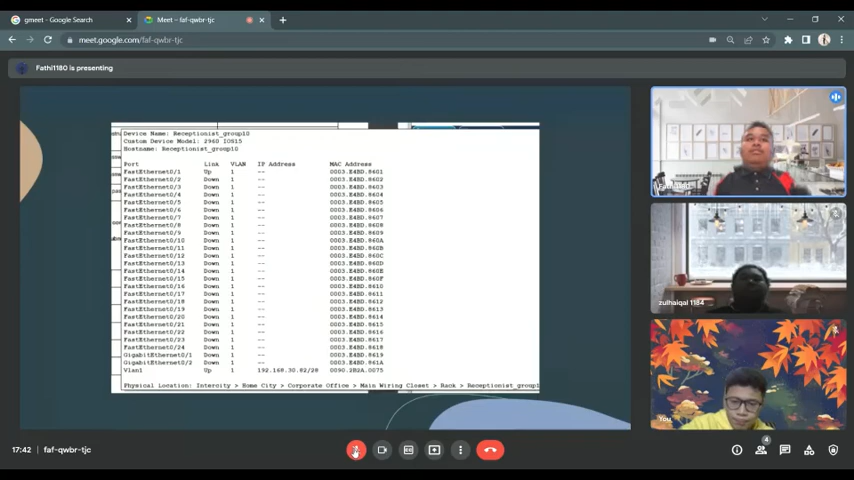 gmeet - Google Search
Meet – faf-qwbr-tjc
meet.google.com/faf-qwbr-tjc
Fathi1180 is presenting
Device Name: Receptionist_group10
Custom Device Model: 2960 IOS15
Hostname: Receptionist_group10
Port Link VLAN IP Address MAC Address
FastEthernet0/1 Up 1 -- 0003.E4BD.8601
FastEthernet0/2 Down 1 -- 0003.E4BD.8602
FastEthernet0/3 Down 1 -- 0003.E4BD.8603
FastEthernet0/4 Down 1 -- 0003.E4BD.8604
FastEthernet0/5 Down 1 -- 0003.E4BD.8605
FastEthernet0/6 Down 1 -- 0003.E4BD.8606
FastEthernet0/7 Down 1 -- 0003.E4BD.8607
FastEthernet0/8 Down 1 -- 0003.E4BD.8608
FastEthernet0/9 Down 1 -- 0003.E4BD.8609
FastEthernet0/10 Down 1 -- 0003.E4BD.860A
FastEthernet0/11 Down 1 -- 0003.E4BD.860B
FastEthernet0/12 Down 1 -- 0003.E4BD.860C
FastEthernet0/13 Down 1 -- 0003.E4BD.860D
FastEthernet0/14 Down 1 -- 0003.E4BD.860E
FastEthernet0/15 Down 1 -- 0003.E4BD.860F
FastEthernet0/16 Down 1 -- 0003.E4BD.8610
FastEthernet0/17 Down 1 -- 0003.E4BD.8611
FastEthernet0/18 Down 1 -- 0003.E4BD.8612
FastEthernet0/19 Down 1 -- 0003.E4BD.8613
FastEthernet0/20 Down 1 -- 0003.E4BD.8614
FastEthernet0/21 Down 1 -- 0003.E4BD.8615
FastEthernet0/22 Down 1 -- 0003.E4BD.8616
FastEthernet0/23 Down 1 -- 0003.E4BD.8617
FastEthernet0/24 Down 1 -- 0003.E4BD.8618
GigabitEthernet0/1 Down 1 -- 0003.E4BD.8619
GigabitEthernet0/2 Down 1 -- 0003.E4BD.861A
Vlan1 Up 1 192.168.30.82/28 0090.2B2A.0075
Physical Location: Intercity > Home City > Corporate Office > Main Wiring Closet > Rack > Receptionist_group1
zulhaiqal 1184
You
4
17:42 faf-qwbr-tjc